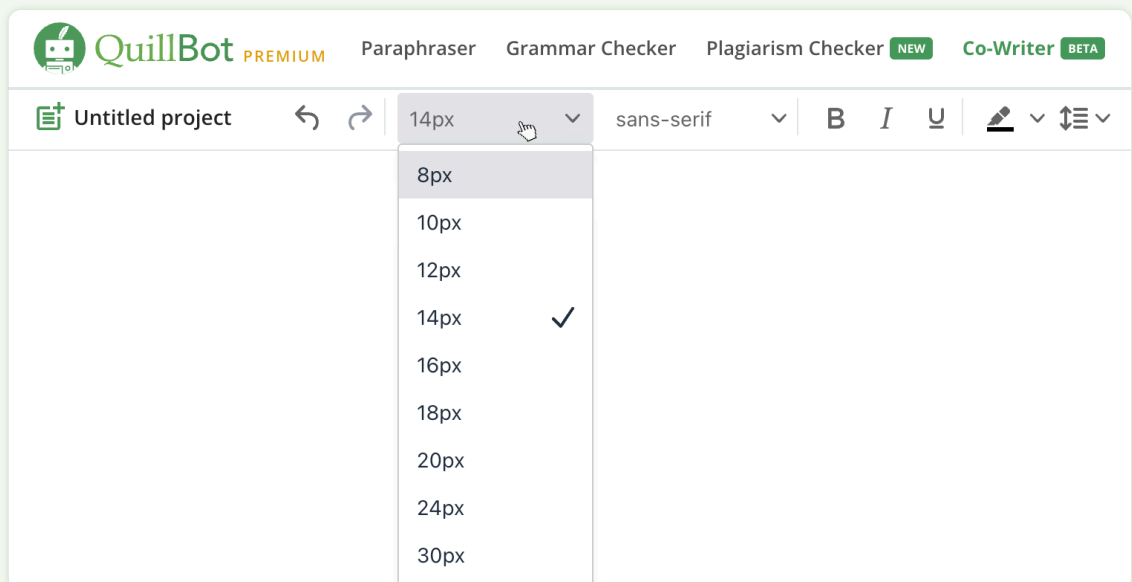 QuillBot PREMIUM Paraphraser Grammar Checker Plagiarism Checker NEW Co-Writer BETA
Untitled project 14px sans-serif B I U
8px
10px
12px
14px
16px
18px
20px
24px
30px